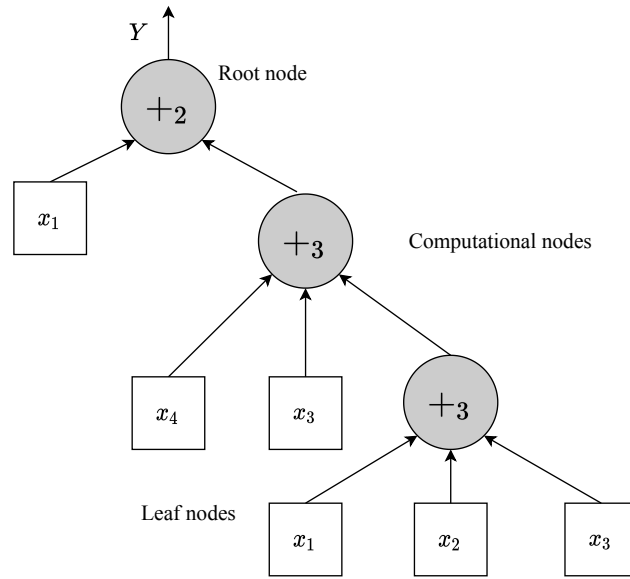 Y
Root node
+₂
x₁
+₃
Computational nodes
x₄
x₃
+₃
Leaf nodes
x₁
x₂
x₃